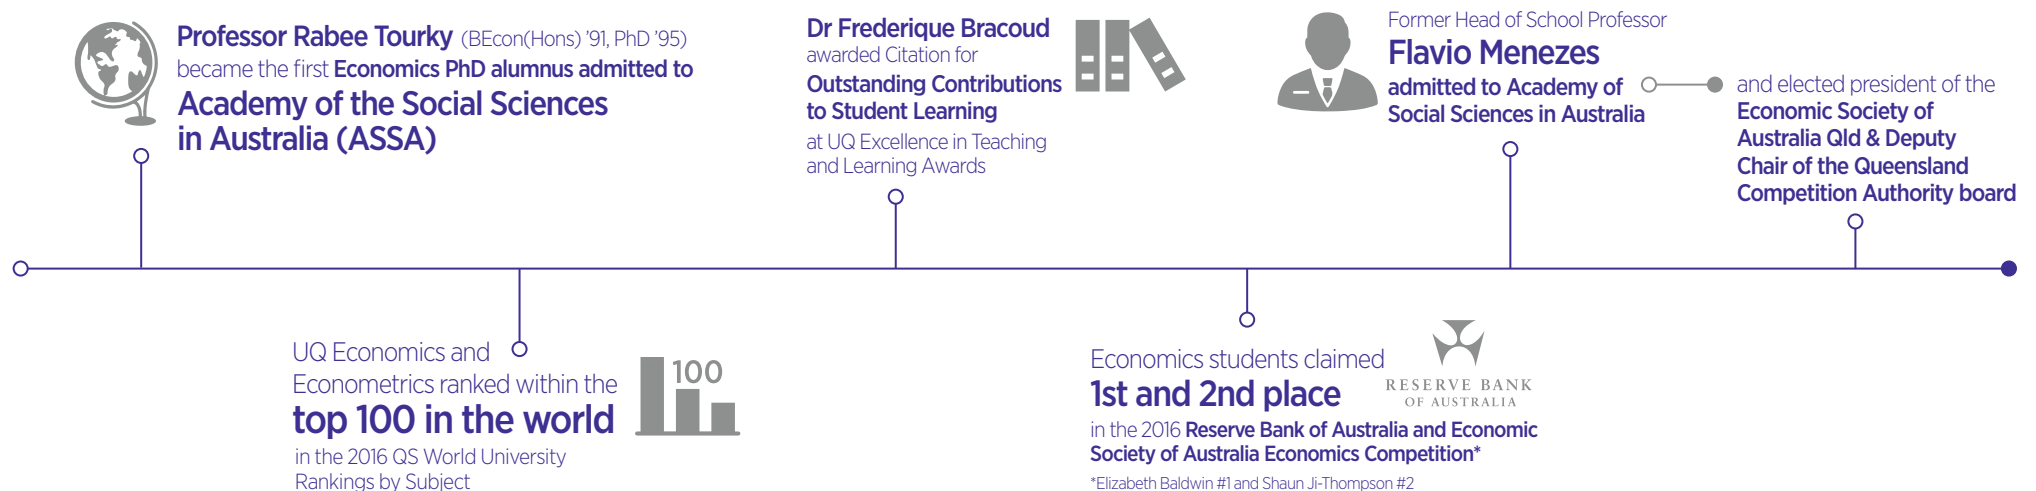 Professor Rabee Tourky (BEcon(Hons) ’91, PhD ’95)
became the first Economics PhD alumnus admitted to
Academy of the Social Sciences
in Australia (ASSA)
UQ Economics and
Econometrics ranked within the
top 100 in the world
in the 2016 QS World University
Rankings by Subject
100
Dr Frederique Bracoud
awarded Citation for
Outstanding Contributions
to Student Learning
at UQ Excellence in Teaching
and Learning Awards
Economics students claimed
1st and 2nd place
in the 2016 Reserve Bank of Australia and Economic
Society of Australia Economics Competition*
*Elizabeth Baldwin #1 and Shaun Ji-Thompson #2
RESERVE BANK
OF AUSTRALIA
Former Head of School Professor
Flavio Menezes
admitted to Academy of
Social Sciences in Australia
and elected president of the
Economic Society of
Australia Qld & Deputy
Chair of the Queensland
Competition Authority board